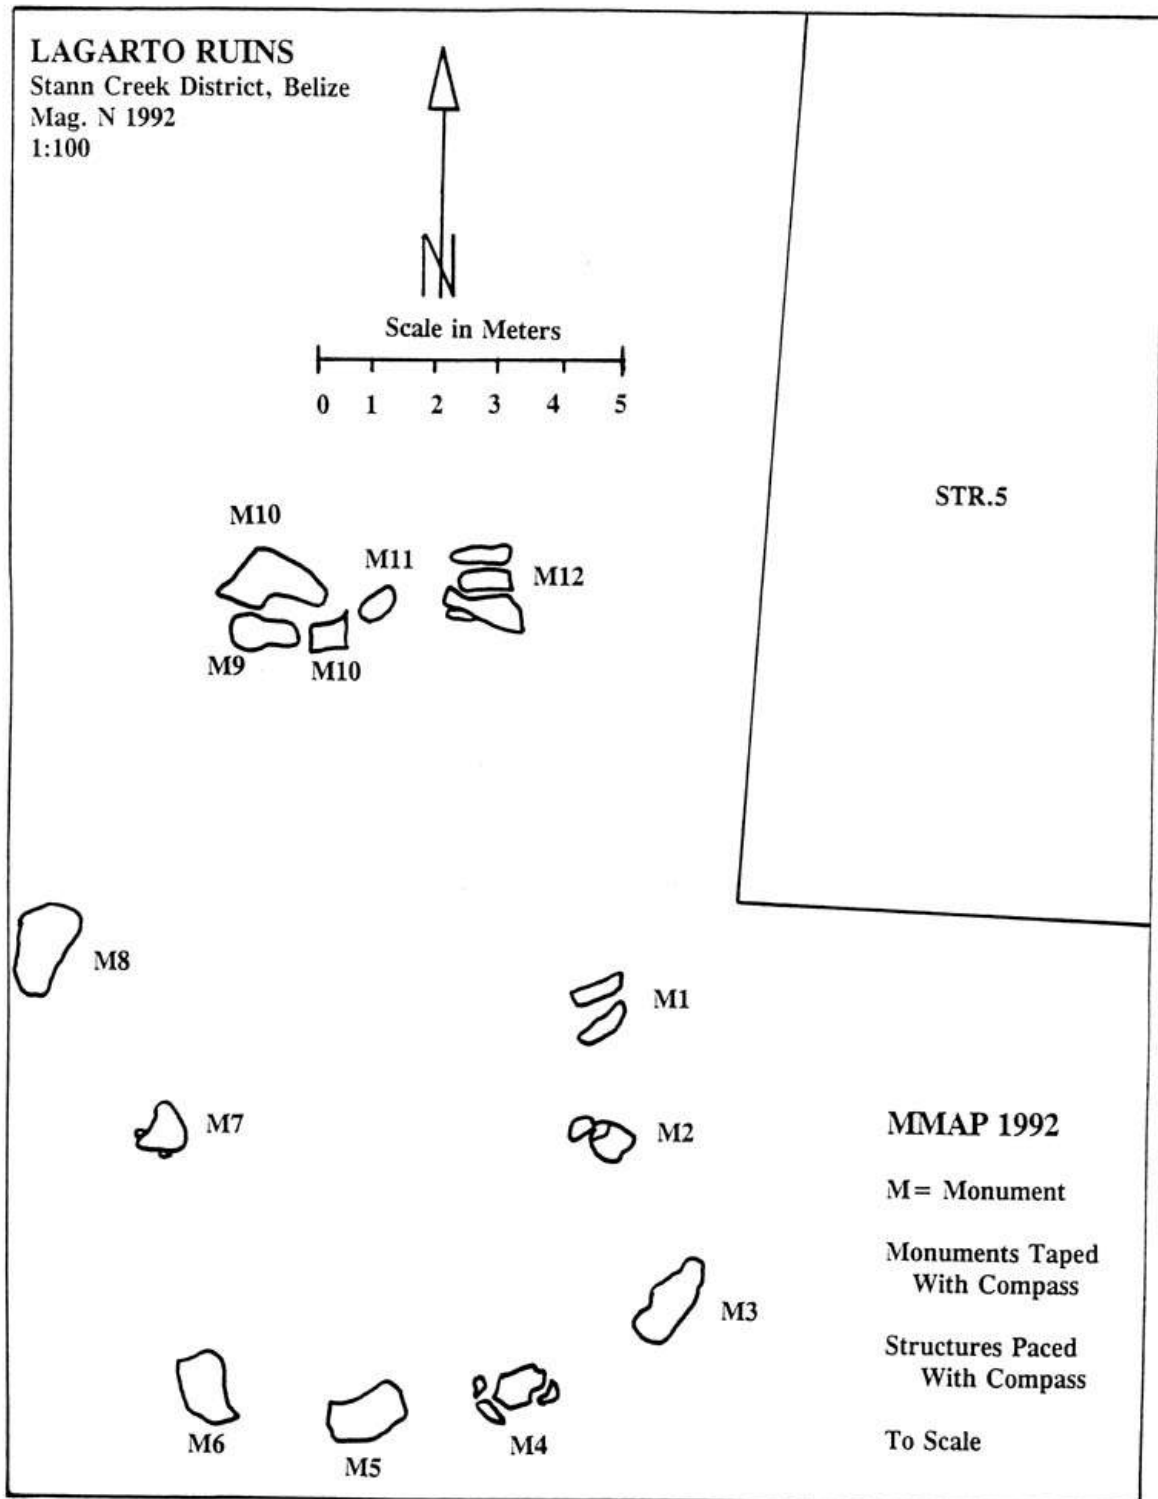 LAGARTO RUINS
Stann Creek District, Belize
Mag. N 1992
1:100
N
Scale in Meters
0 1 2 3 4 5
STR.5
M10
M11
M12
M9
M10
M8
M1
M7
M2
MMAP 1992
M= Monument
Monuments Taped
With Compass
M3
Structures Paced
With Compass
M6
M5
M4
To Scale